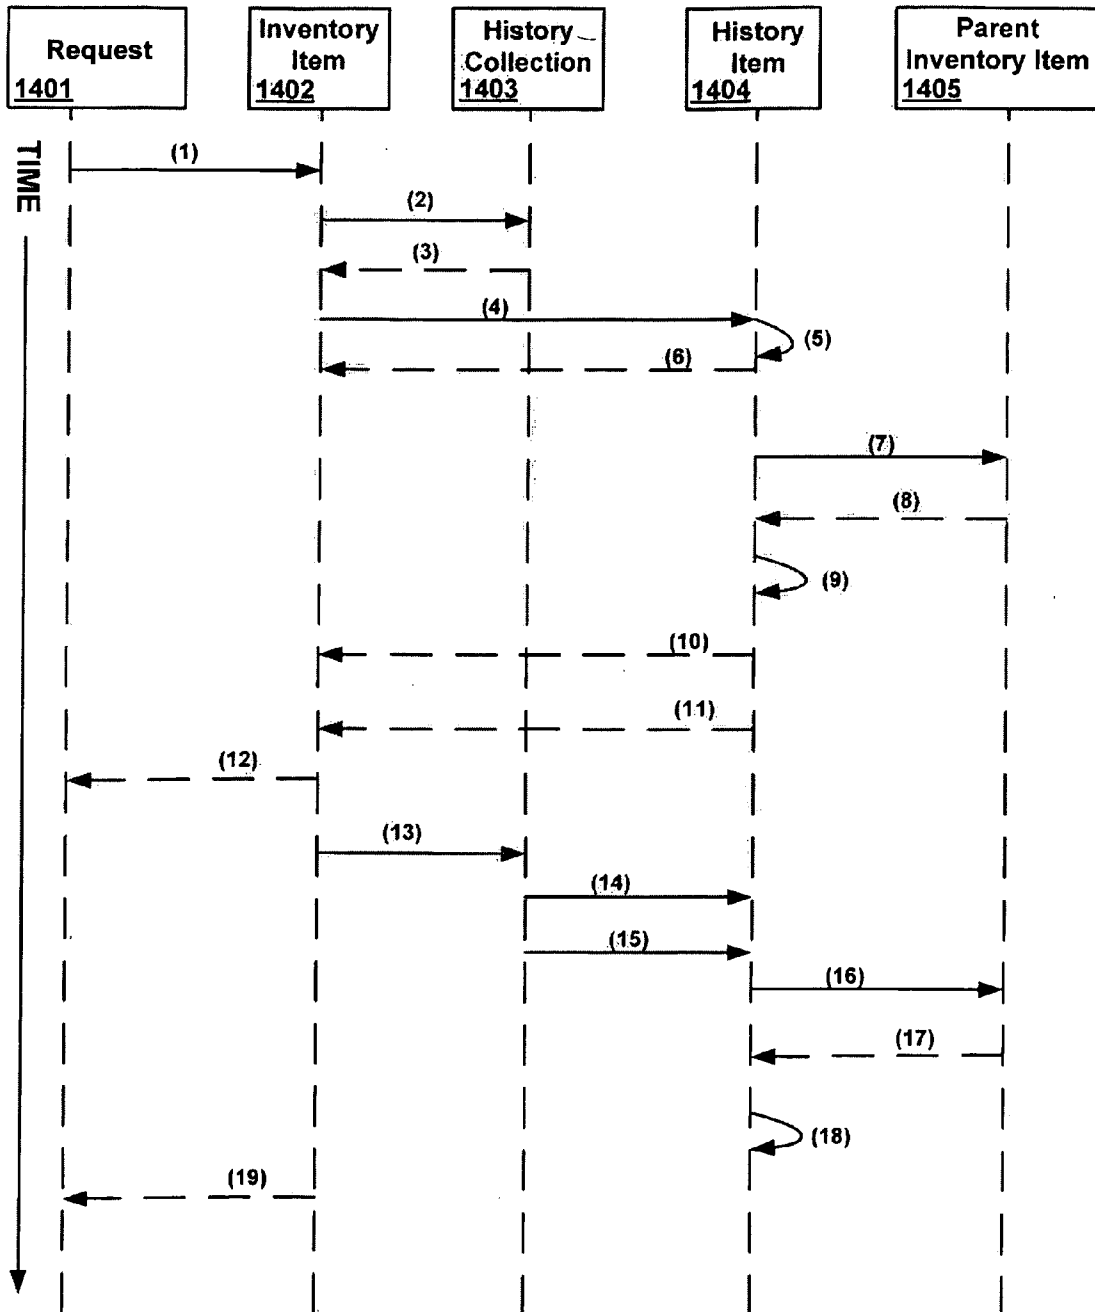 Request
1401
Inventory
Item
1402
History
Collection
1403
History
Item
1404
Parent
Inventory Item
1405
TIME
(1)
(2)
(3)
(4)
(5)
(6)
(7)
(8)
(9)
(10)
(11)
(12)
(13)
(14)
(15)
(16)
(17)
(18)
(19)